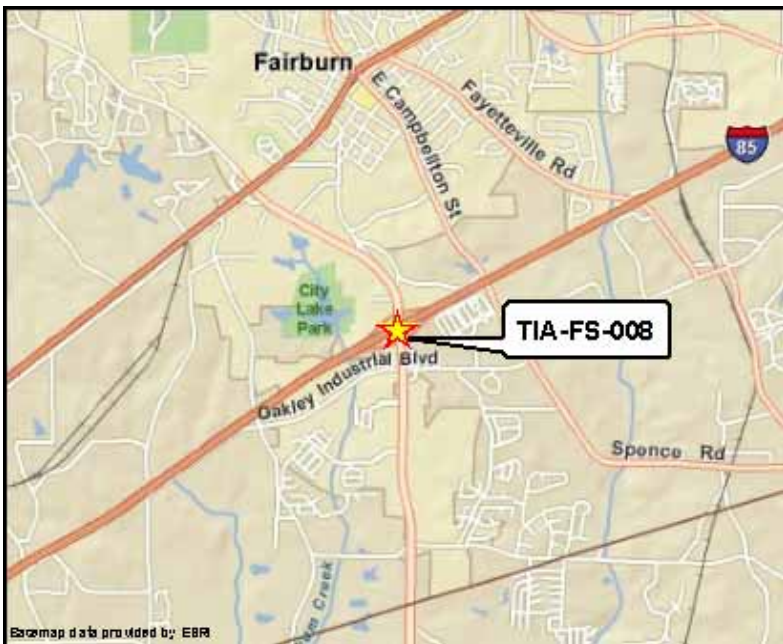 Fairburn
E Campbellton St
Fayetteville Rd
85
City
Lake
Park
TIA-FS-008
Oakley Industrial Blvd
Spence Rd
Creek
Basemap data provided by ESRI